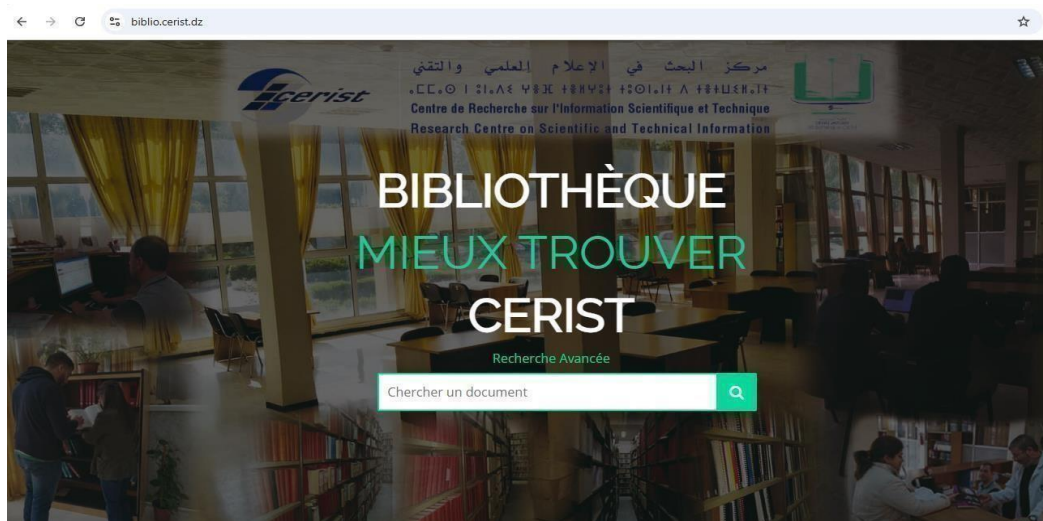 biblio.cerist.dz
مركز البحث في الإعلام العلمي والتقني
cerist
Centre de Recherche sur l'Information Scientifique et Technique
Research Centre on Scientific and Technical Information
BIBLIOTHÈQUE
MIEUX TROUVER
CERIST
Recherche Avancée
Chercher un document